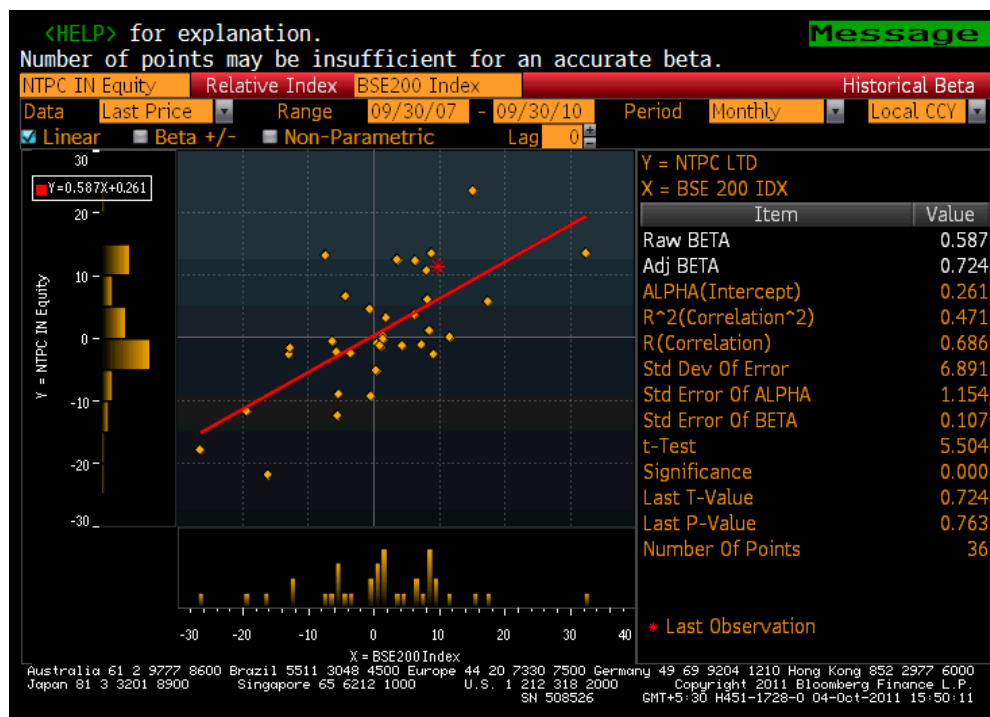 <HELP> for explanation.
Message
Number of points may be insufficient for an accurate beta.
NTPC IN Equity Relative Index BSE200 Index Historical Beta
Data Last Price Range 09/30/07 - 09/30/10 Period Monthly Local CCY
Linear Beta +/- Non-Parametric Lag 0
30
Y=0.587X+0.261
20
10
0
-10
-20
-30
Y = NTPC IN Equity
-30 -20 -10 0 10 20 30 40
X = BSE200 Index
Y = NTPC LTD
X = BSE 200 IDX
Item Value
Raw BETA 0.587
Adj BETA 0.724
ALPHA(Intercept) 0.261
R^2(Correlation^2) 0.471
R(Correlation) 0.686
Std Dev Of Error 6.891
Std Error Of ALPHA 1.154
Std Error Of BETA 0.107
t-Test 5.504
Significance 0.000
Last T-Value 0.724
Last P-Value 0.763
Number Of Points 36
* Last Observation
Australia 61 2 9777 8600 Brazil 5511 3048 4500 Europe 44 20 7330 7500 Germany 49 69 9204 1210 Hong Kong 852 2977 6000
Japan 81 3 3201 8900 Singapore 65 6212 1000 U.S. 1 212 318 2000 Copyright 2011 Bloomberg Finance L.P.
SN 508526 GMT+5:30 H451-1728-0 04-Oct-2011 15:50:11